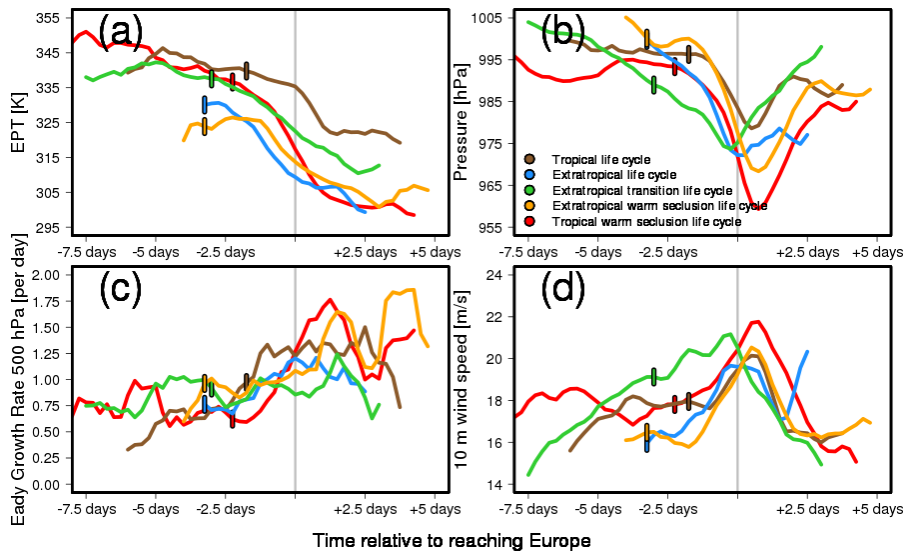 (a)
EPT [K]
355
345
335
325
315
305
295
-7.5 days
-5 days
-2.5 days
+2.5 days
+5 days
(b)
Pressure [hPa]
1005
995
985
975
965
955
Tropical life cycle
Extratropical life cycle
Extratropical transition life cycle
Extratropical warm seclusion life cycle
Tropical warm seclusion life cycle
-7.5 days
-5 days
-2.5 days
+2.5 days
+5 days
(c)
Eady Growth Rate 500 hPa [per day]
2.00
1.75
1.50
1.25
1.00
0.75
0.50
0.25
0.00
-7.5 days
-5 days
-2.5 days
+2.5 days
+5 days
(d)
10 m wind speed [m/s]
24
22
20
18
16
14
-7.5 days
-5 days
-2.5 days
+2.5 days
+5 days
Time relative to reaching Europe